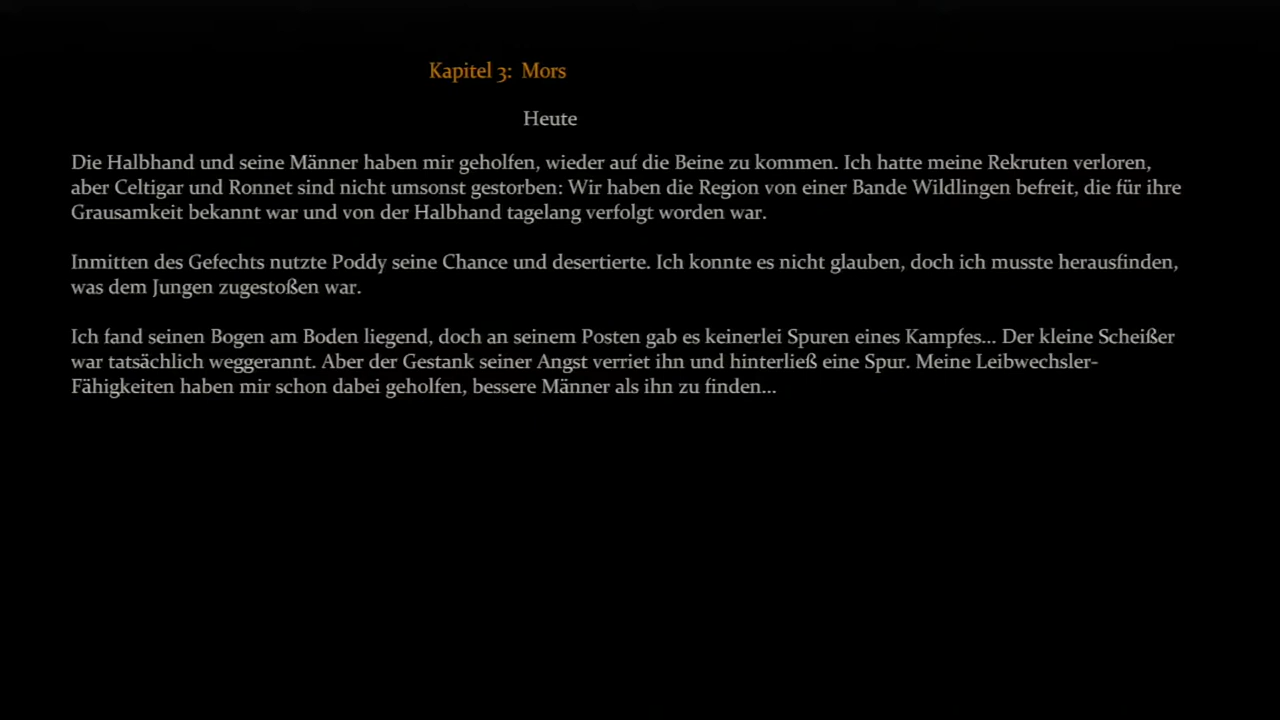 Kapitel 3: Mors
Heute
Die Halbhand und seine Männer haben mir geholfen, wieder auf die Beine zu kommen. Ich hatte meine Rekruten verloren,
aber Celtigar und Ronnet sind nicht umsonst gestorben: Wir haben die Region von einer Bande Wildlingen befreit, die für ihre
Grausamkeit bekannt war und von der Halbhand tagelang verfolgt worden war.
Inmitten des Gefechts nutzte Poddy seine Chance und desertierte. Ich konnte es nicht glauben, doch ich musste herausfinden,
was dem Jungen zugestoßen war.
Ich fand seinen Bogen am Boden liegend, doch an seinem Posten gab es keinerlei Spuren eines Kampfes... Der kleine Scheißer
war tatsächlich weggerannt. Aber der Gestank seiner Angst verriet ihn und hinterließ eine Spur. Meine Leibwechsler-
Fähigkeiten haben mir schon dabei geholfen, bessere Männer als ihn zu finden...